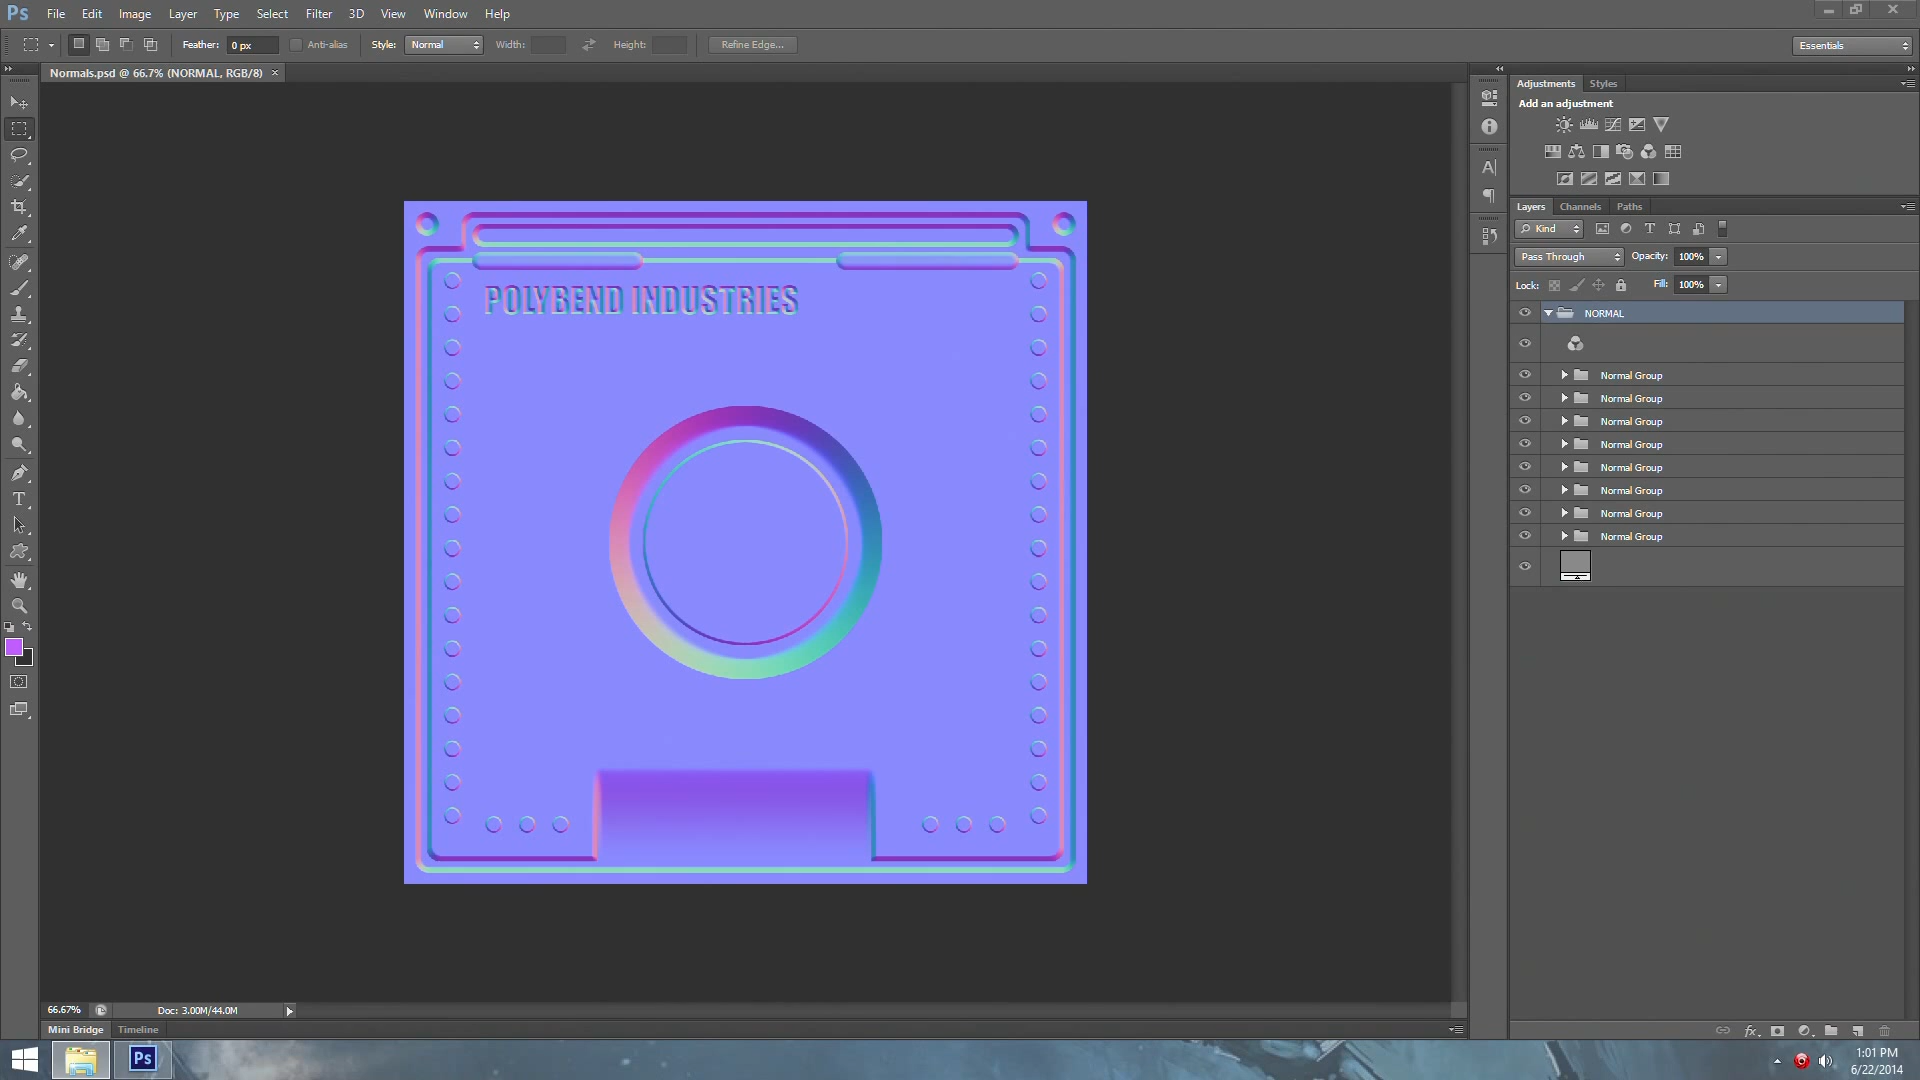 Ps File Edit Image Layer Type Select Filter 3D View Window Help
Feather: 0 px Anti-alias Style: Normal Width: Height: Refine Edge... Essentials
Normals.psd @ 66.7% (NORMAL, RGB/8) ×
Adjustments Styles
Add an adjustment
Layers Channels Paths
Kind
Pass Through Opacity: 100%
Lock: Fill: 100%
NORMAL
Normal Group
Normal Group
Normal Group
Normal Group
Normal Group
Normal Group
Normal Group
Normal Group
POLYBEND INDUSTRIES
66.67% Doc: 3.00M/44.0M
Mini Bridge Timeline
Ps
1:01 PM
6/22/2014